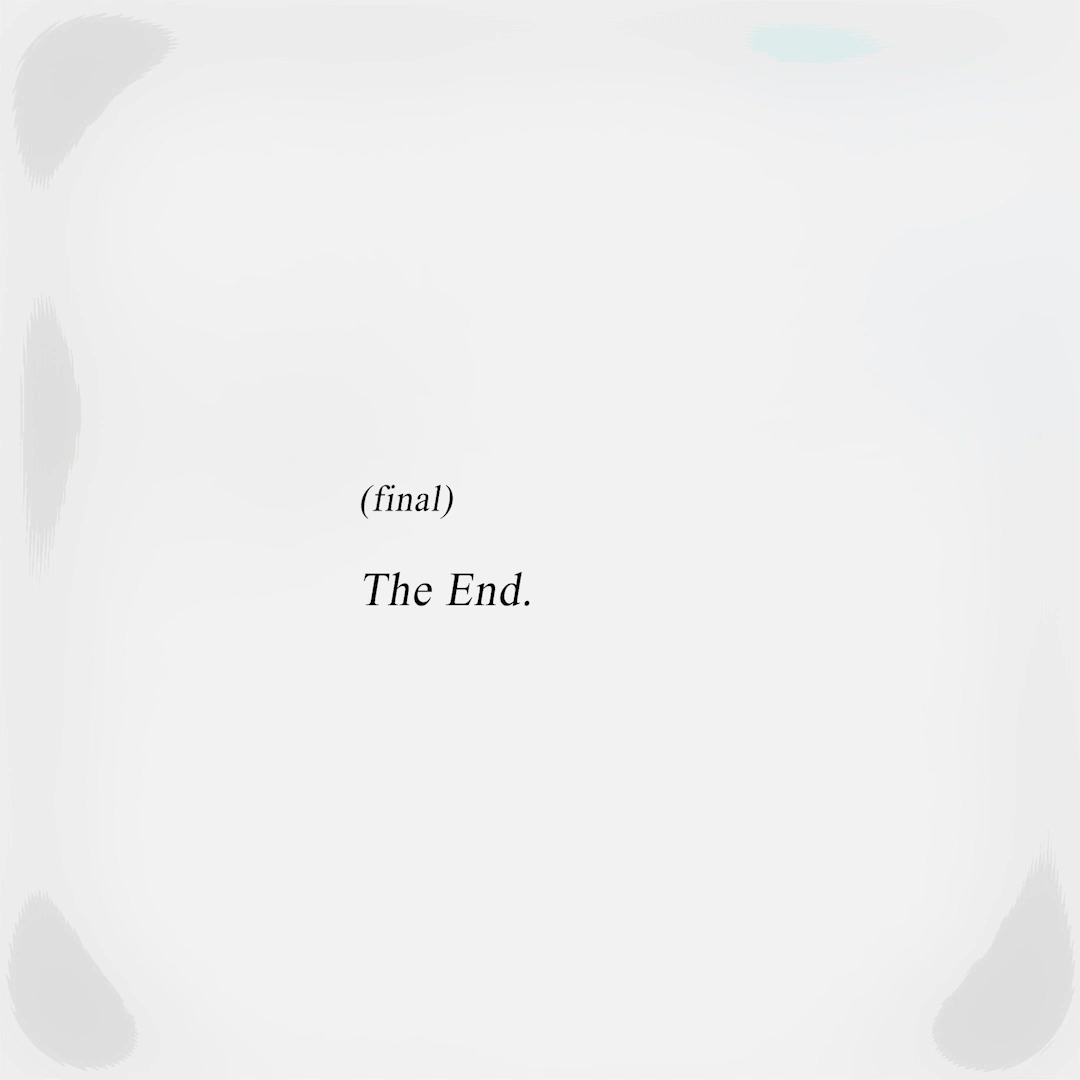 (final)
The End.